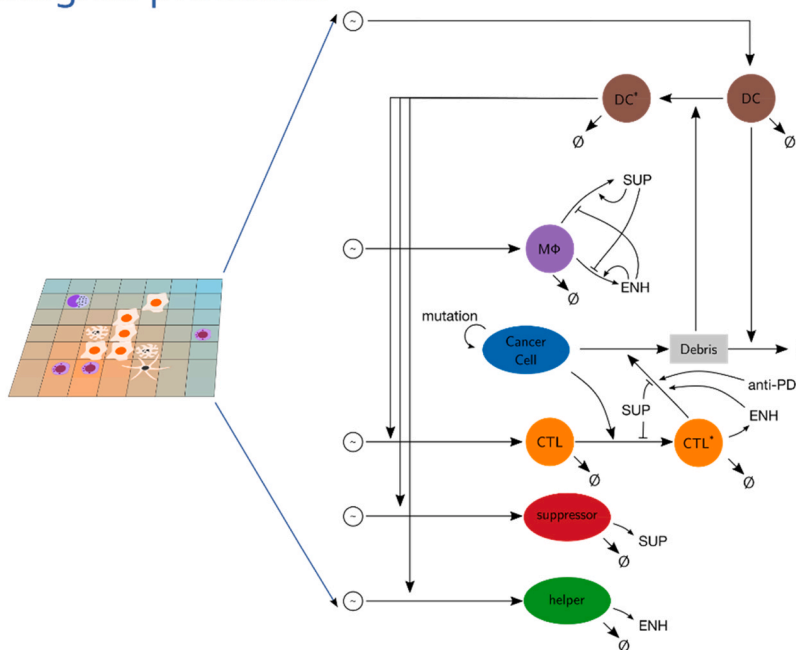 ~
DC*
DC
Ø
Ø
SUP
~
MΦ
ENH
Ø
mutation
Cancer
Cell
Debris
anti-PD
SUP
ENH
~
CTL
CTL*
Ø
Ø
~
suppressor
SUP
Ø
~
helper
ENH
Ø